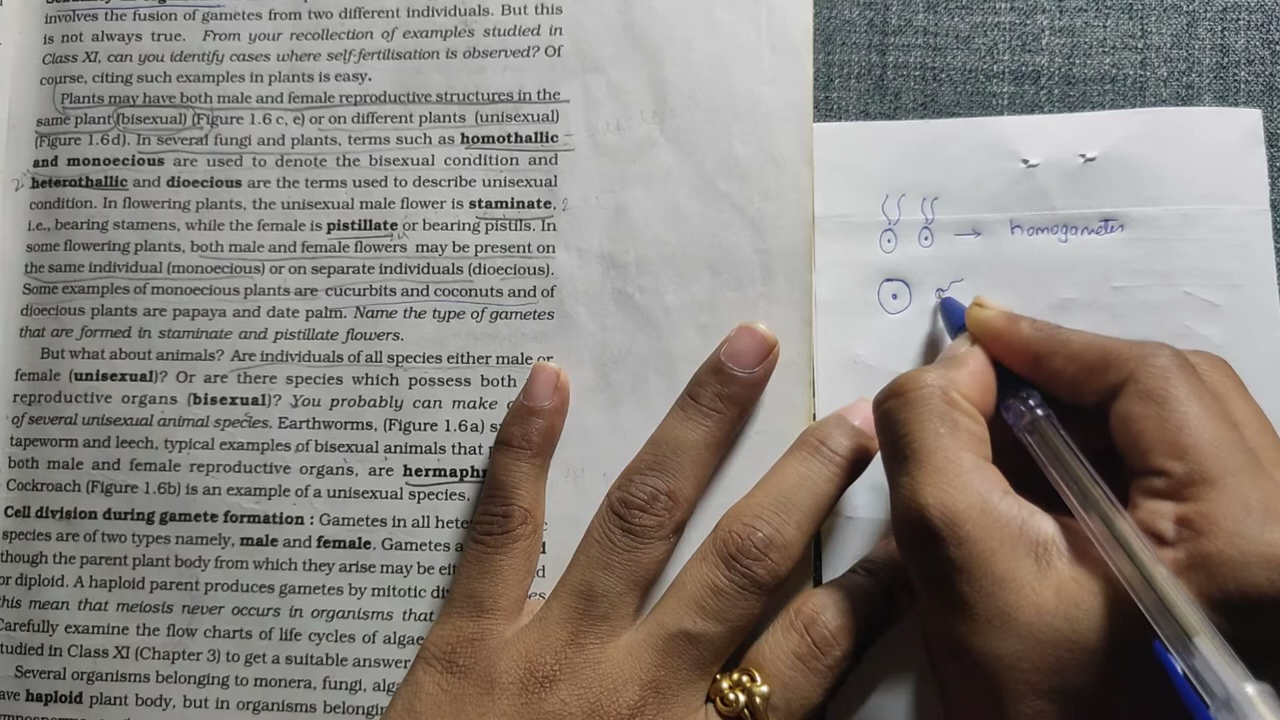 involves the fusion of gametes from two different individuals. But this
is not always true. From your recollection of examples studied in
Class XI, can you identify cases where self-fertilisation is observed? Of
course, citing such examples in plants is easy.
Plants may have both male and female reproductive structures in the
same plant (bisexual) (Figure 1.6 c, e) or on different plants (unisexual)
(Figure 1.6d). In several fungi and plants, terms such as homothallic
and monoecious are used to denote the bisexual condition and
heterothallic and dioecious are the terms used to describe unisexual
condition. In flowering plants, the unisexual male flower is staminate,
i.e., bearing stamens, while the female is pistillate or bearing pistils. In
some flowering plants, both male and female flowers may be present on
the same individual (monoecious) or on separate individuals (dioecious).
Some examples of monoecious plants are cucurbits and coconuts and of
dioecious plants are papaya and date palm. Name the type of gametes
that are formed in staminate and pistillate flowers.
But what about animals? Are individuals of all species either male or
female (unisexual)? Or are there species which possess both
reproductive organs (bisexual)? You probably can make
of several unisexual animal species. Earthworms, (Figure 1.6a)
tapeworm and leech, typical examples of bisexual animals that
both male and female reproductive organs, are hermaphr
Cockroach (Figure 1.6b) is an example of a unisexual species.
Cell division during gamete formation : Gametes in all hete
species are of two types namely, male and female. Gametes a
though the parent plant body from which they arise may be eit
or diploid. A haploid parent produces gametes by mitotic di
this mean that meiosis never occurs in organisms that
Carefully examine the flow charts of life cycles of algae
tudied in Class XI (Chapter 3) to get a suitable answer
Several organisms belonging to monera, fungi, alg
ave haploid plant body, but in organisms belongin
→ homogametes